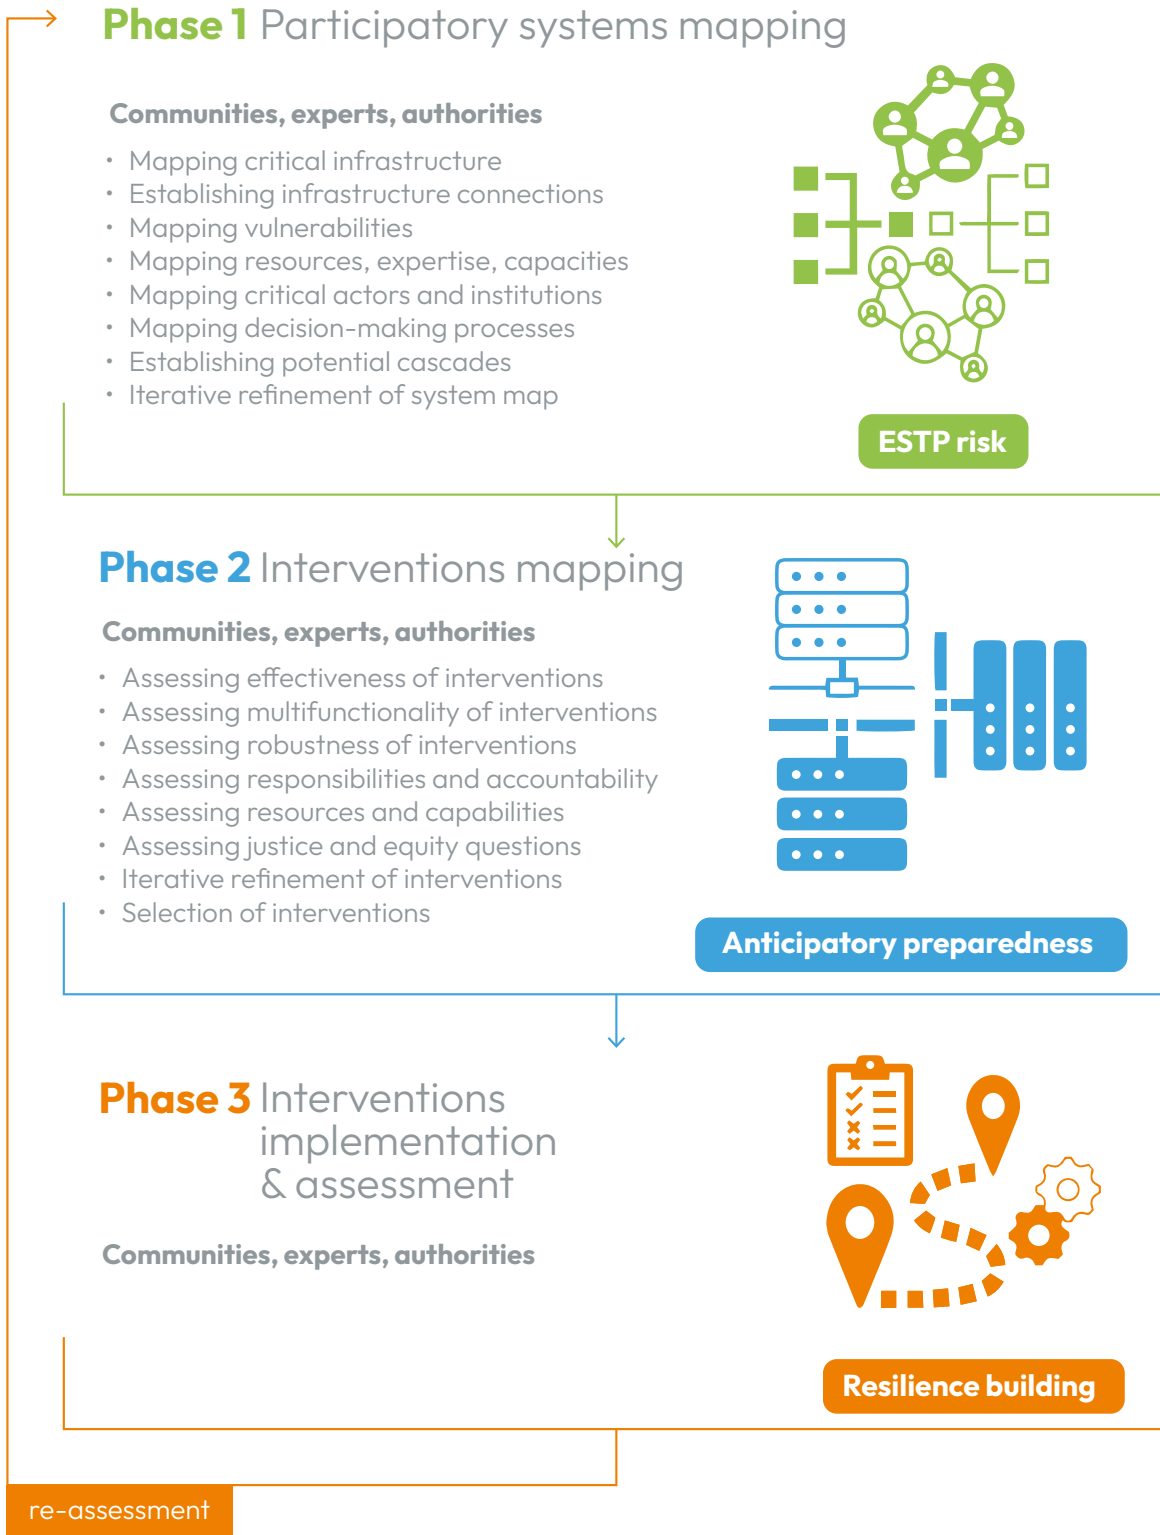 Phase 1 Participatory systems mapping
Communities, experts, authorities
• Mapping critical infrastructure
• Establishing infrastructure connections
• Mapping vulnerabilities
• Mapping resources, expertise, capacities
• Mapping critical actors and institutions
• Mapping decision-making processes
• Establishing potential cascades
• Iterative refinement of system map
ESTP risk
Phase 2 Interventions mapping
Communities, experts, authorities
• Assessing effectiveness of interventions
• Assessing multifunctionality of interventions
• Assessing robustness of interventions
• Assessing responsibilities and accountability
• Assessing resources and capabilities
• Assessing justice and equity questions
• Iterative refinement of interventions
• Selection of interventions
Anticipatory preparedness
Phase 3 Interventions
implementation
& assessment
Communities, experts, authorities
Resilience building
re-assessment